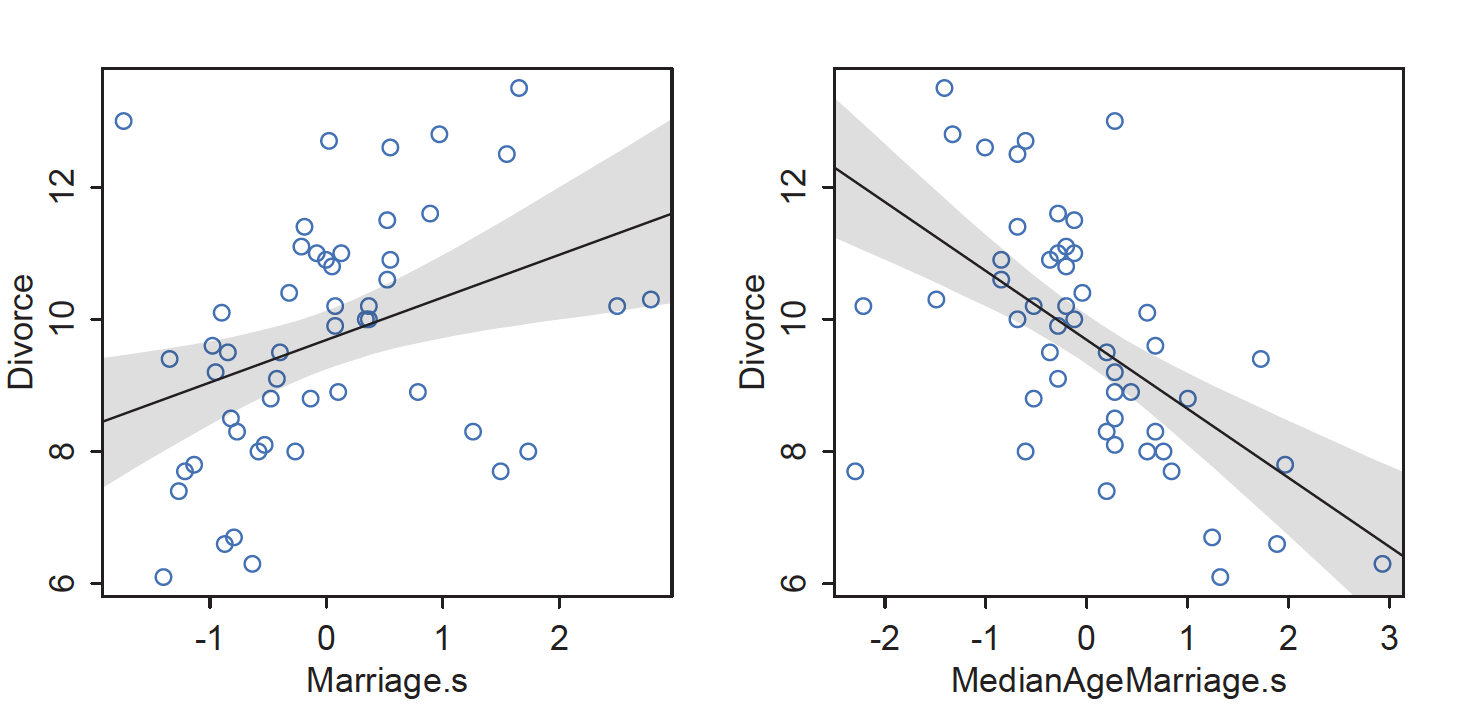 Divorce
12
10
8
6
-1 0 1 2
Marriage.s
Divorce
12
10
8
6
-2 -1 0 1 2 3
MedianAgeMarriage.s